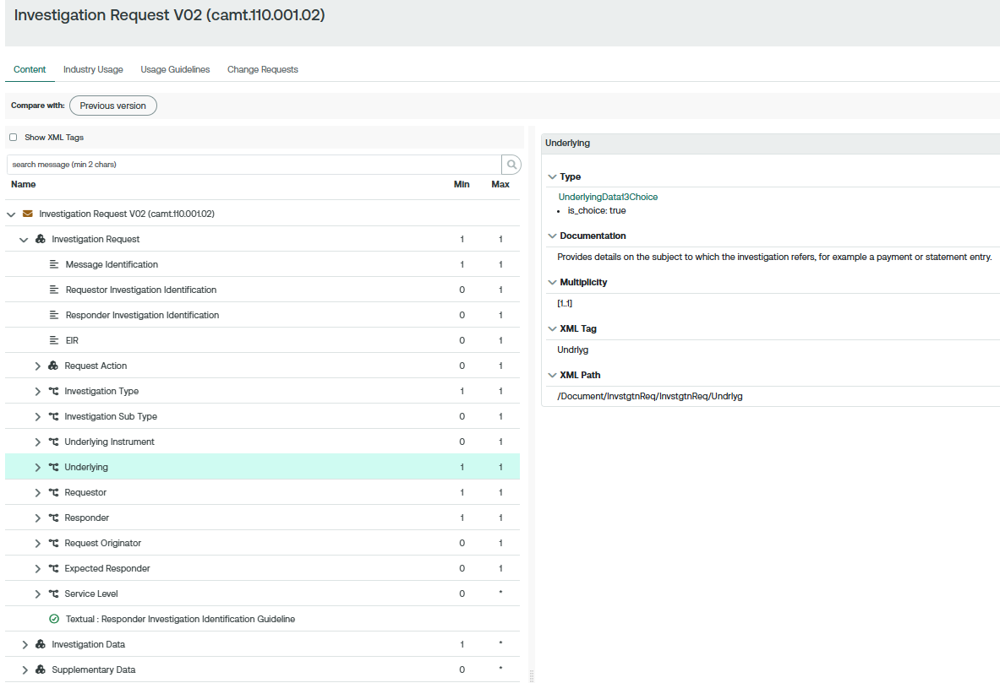 Investigation Request V02 (camt.110.001.02)
Content Industry Usage Usage Guidelines Change Requests
Compare with: Previous version
Show XML Tags
search message (min 2 chars)
Name Min Max
Investigation Request V02 (camt.110.001.02)
Investigation Request 1 1
Message Identification 1 1
Requestor Investigation Identification 0 1
Responder Investigation Identification 0 1
EIR 0 1
Request Action 0 1
Investigation Type 1 1
Investigation Sub Type 0 1
Underlying Instrument 0 1
Underlying 1 1
Requestor 1 1
Responder 1 1
Request Originator 0 1
Expected Responder 0 1
Service Level 0 *
Textual : Responder Investigation Identification Guideline
Investigation Data 1 *
Supplementary Data 0 *
Underlying
Type
UnderlyingData13Choice
• is_choice: true
Documentation
Provides details on the subject to which the investigation refers, for example a payment or statement entry.
Multiplicity
[1..1]
XML Tag
Undrlyg
XML Path
/Document/InvstgtnReq/InvstgtnReq/Undrlyg